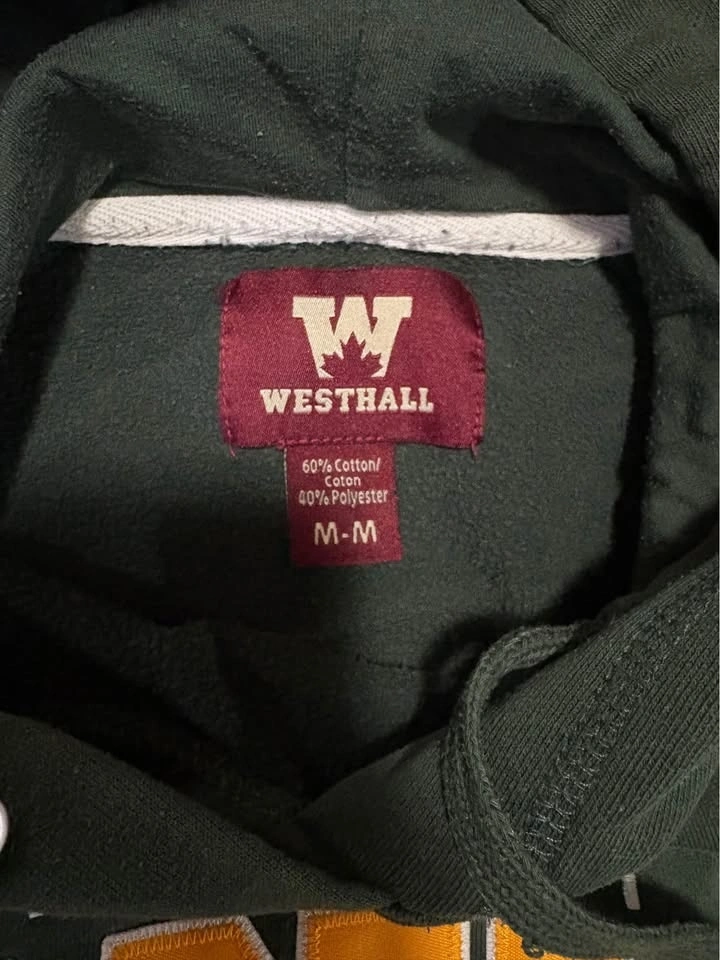 W
WESTHALL
60% Cotton/
Coton
40% Polyester
M-M